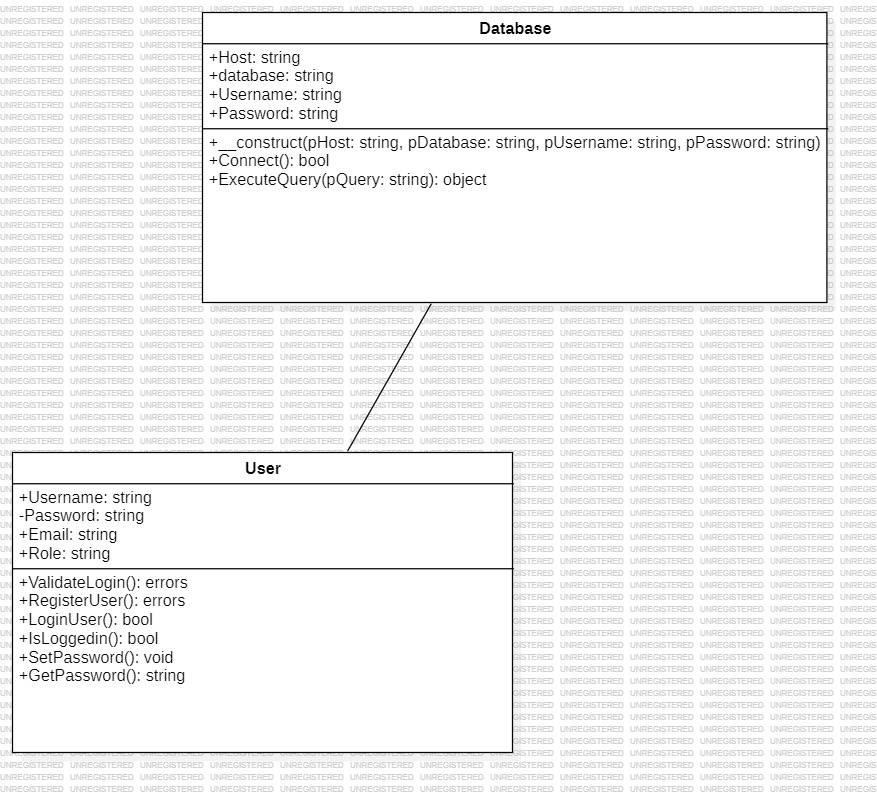 Database
+Host: string
+database: string
+Username: string
+Password: string
+__construct(pHost: string, pDatabase: string, pUsername: string, pPassword: string)
+Connect(): bool
+ExecuteQuery(pQuery: string): object
User
+Username: string
-Password: string
+Email: string
+Role: string
+ValidateLogin(): errors
+RegisterUser(): errors
+LoginUser(): bool
+IsLoggedin(): bool
+SetPassword(): void
+GetPassword(): string
UNREGISTERED